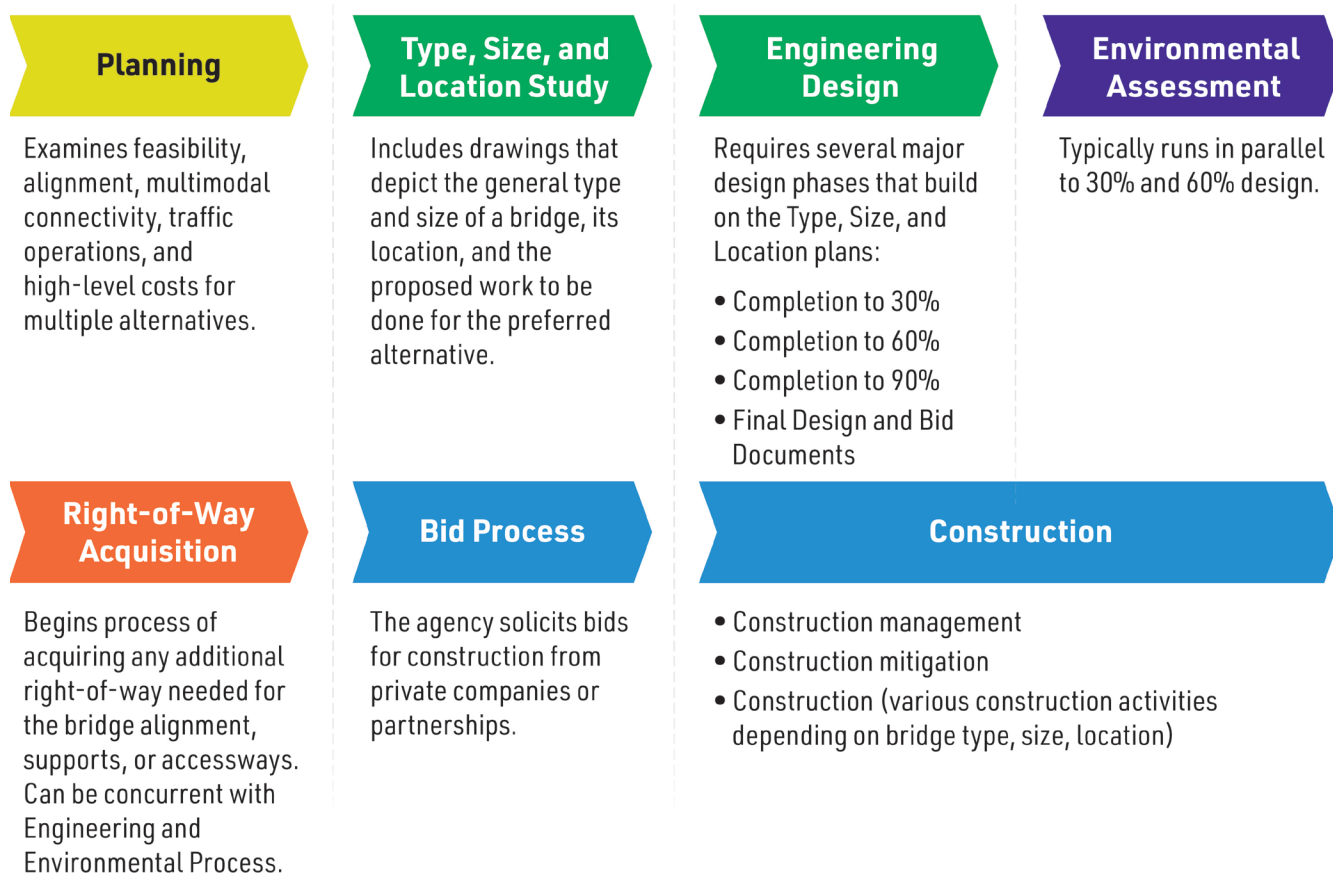 Planning
Examines feasibility,
alignment, multimodal
connectivity, traffic
operations, and
high-level costs for
multiple alternatives.
Type, Size, and
Location Study
Includes drawings that
depict the general type
and size of a bridge, its
location, and the
proposed work to be
done for the preferred
alternative.
Engineering
Design
Requires several major
design phases that build
on the Type, Size, and
Location plans:
• Completion to 30%
• Completion to 60%
• Completion to 90%
• Final Design and Bid
Documents
Environmental
Assessment
Typically runs in parallel
to 30% and 60% design.
Right-of-Way
Acquisition
Begins process of
acquiring any additional
right-of-way needed for
the bridge alignment,
supports, or accessways.
Can be concurrent with
Engineering and
Environmental Process.
Bid Process
The agency solicits bids
for construction from
private companies or
partnerships.
Construction
• Construction management
• Construction mitigation
• Construction (various construction activities
depending on bridge type, size, location)